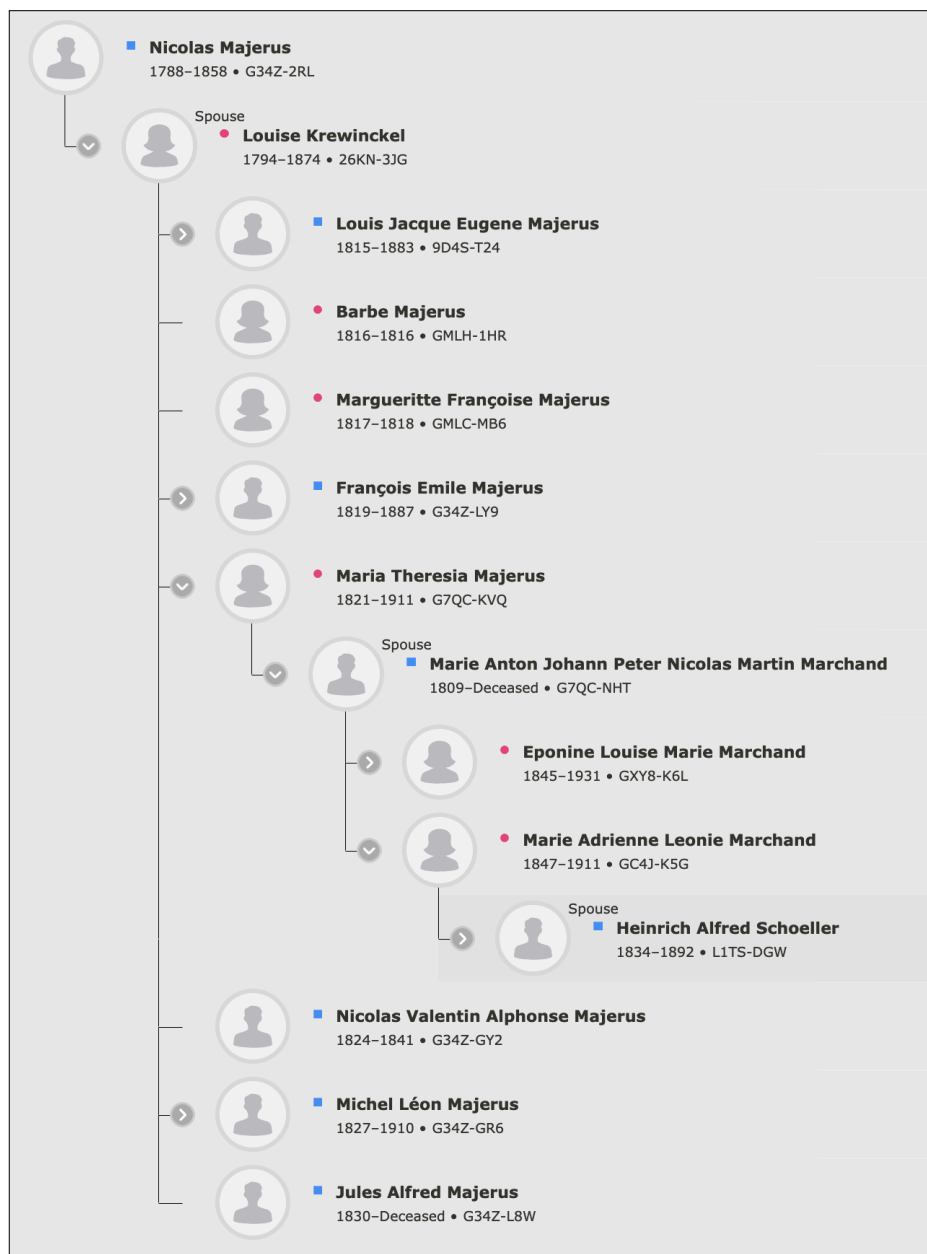 Nicolas Majerus
1788–1858 • G34Z-2RL
Spouse
Louise Krewinckel
1794–1874 • 26KN-3JG
Louis Jacque Eugene Majerus
1815–1883 • 9D4S-T24
Barbe Majerus
1816–1816 • GMLH-1HR
Margueritte Françoise Majerus
1817–1818 • GMLC-MB6
François Emile Majerus
1819–1887 • G34Z-LY9
Maria Theresia Majerus
1821–1911 • G7QC-KVQ
Spouse
Marie Anton Johann Peter Nicolas Martin Marchand
1809–Deceased • G7QC-NHT
Eponine Louise Marie Marchand
1845–1931 • GXY8-K6L
Marie Adrienne Leonie Marchand
1847–1911 • GC4J-K5G
Spouse
Heinrich Alfred Schoeller
1834–1892 • L1TS-DGW
Nicolas Valentin Alphonse Majerus
1824–1841 • G34Z-GY2
Michel Léon Majerus
1827–1910 • G34Z-GR6
Jules Alfred Majerus
1830–Deceased • G34Z-L8W